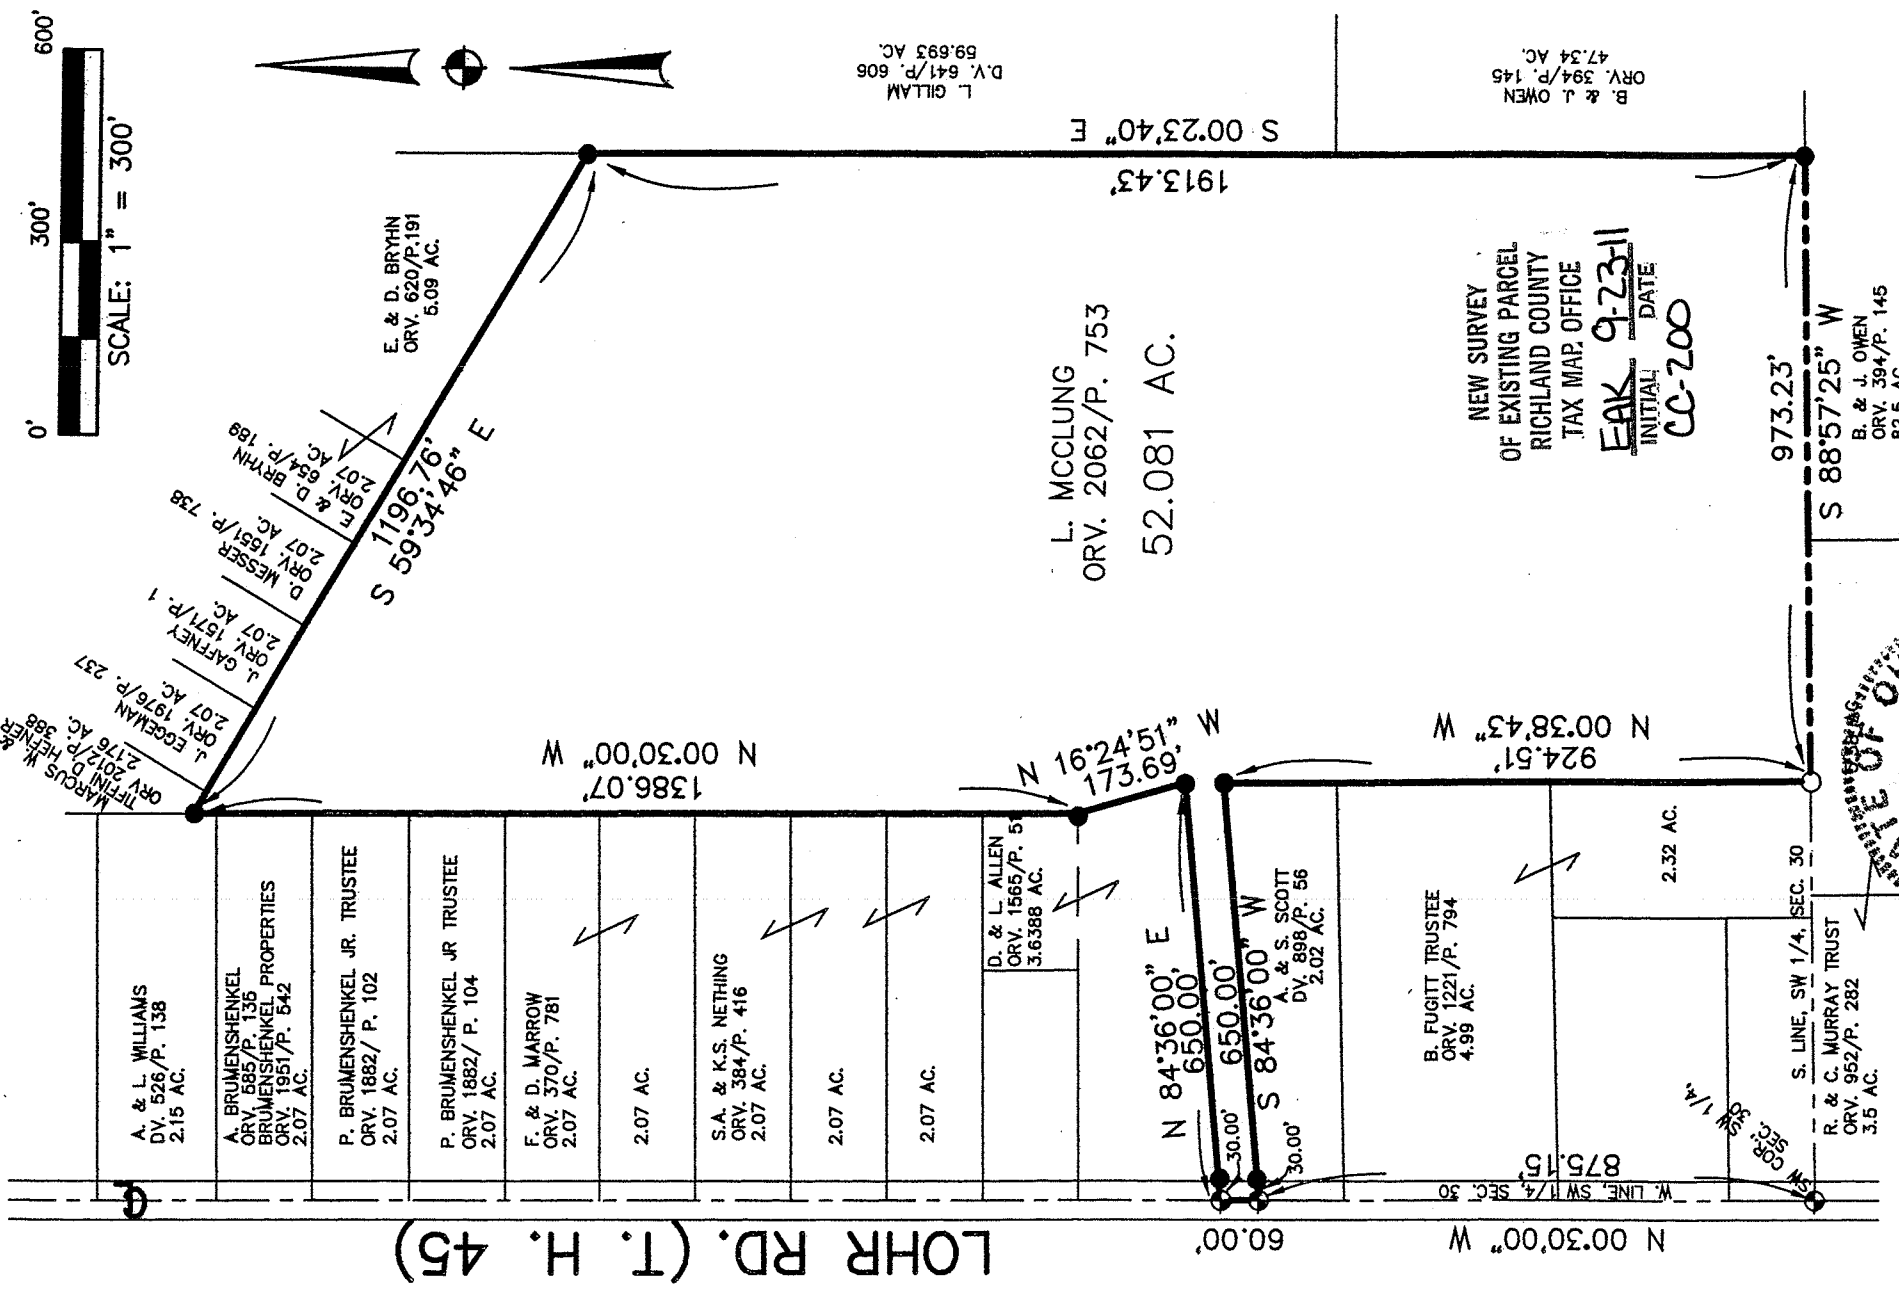 0'
300'
600'
SCALE: 1" = 300'
L. GILLAM
D.V. 641/P. 606
59.693 AC.
B. & J. OWEN
ORV. 394/P. 145
47.34 AC.
S 00°23'40" E
1913.43'
E. & D. BRYHN
ORV. 620/P.191
5.09 AC.
E. & D. BRYHN
ORV. 654/P. 189
2.07 AC.
D. MESSER
ORV. 1551/P. 738
2.07 AC.
J. GAFFNEY
ORV. 1571/P. 1
2.07 AC.
J. EGGEMAN
ORV. 1976/P. 237
2.07 AC.
MARCUS W. &
TIFFINI D. HEFNER
ORV 2012/P. 388
2.176 AC.
1196.76'
S 59°34'46" E
L. MCCLUNG
ORV. 2062/P. 753
52.081 AC.
NEW SURVEY
OF EXISTING PARCEL
RICHLAND COUNTY
TAX MAP OFFICE
EAK 9-23-11
INITIAL DATE
CC-200
973.23'
S 88°57'25" W
B. & J. OWEN
ORV. 394/P. 145
N 00°30'00" W
1386.07'
N 16°24'51" W
173.69'
N 00°38'43" W
924.51'
A. & L. WILLIAMS
DV. 526/P. 138
2.15 AC.
A. BRUMENSHENKEL
ORV. 585/P. 135
BRUMENSHENKEL PROPERTIES
ORV. 1951/P. 542
2.07 AC.
P. BRUMENSHENKEL JR. TRUSTEE
ORV. 1882/ P. 102
2.07 AC.
P. BRUMENSHENKEL JR TRUSTEE
ORV. 1882/ P. 104
2.07 AC.
F. & D. MARROW
ORV. 370/P. 781
2.07 AC.
2.07 AC.
S.A. & K.S. NETHING
ORV. 384/P. 416
2.07 AC.
2.07 AC.
2.07 AC.
D. & L. ALLEN
ORV. 1565/P. 51
3.6388 AC.
N 84°36'00" E
650.00'
650.00'
S 84°36'00" W
30.00'
30.00'
A. & S. SCOTT
DV. 898/P. 56
2.02 AC.
B. FUGITT TRUSTEE
ORV. 1221/P. 794
4.99 AC.
2.32 AC.
S. LINE, SW 1/4, SEC. 30
R. & C. MURRAY TRUST
ORV. 952/P. 282
3.5 AC.
SW COR., SW 1/4,
SEC. 30
875.15'
W. LINE, SW 1/4, SEC. 30
60.00'
N 00°30'00" W
LOHR RD. (T. H. 45)